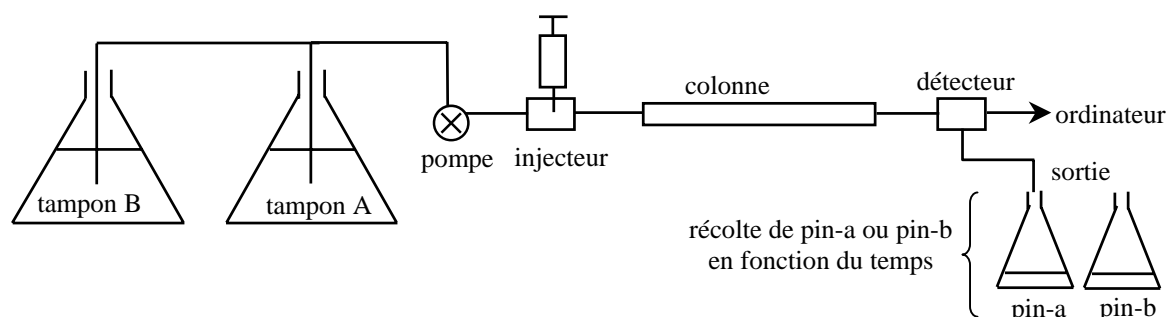 colonne
détecteur
ordinateur
pompe
injecteur
tampon B
tampon A
sortie
récolte de pin-a ou pin-b
en fonction du temps
pin-a
pin-b